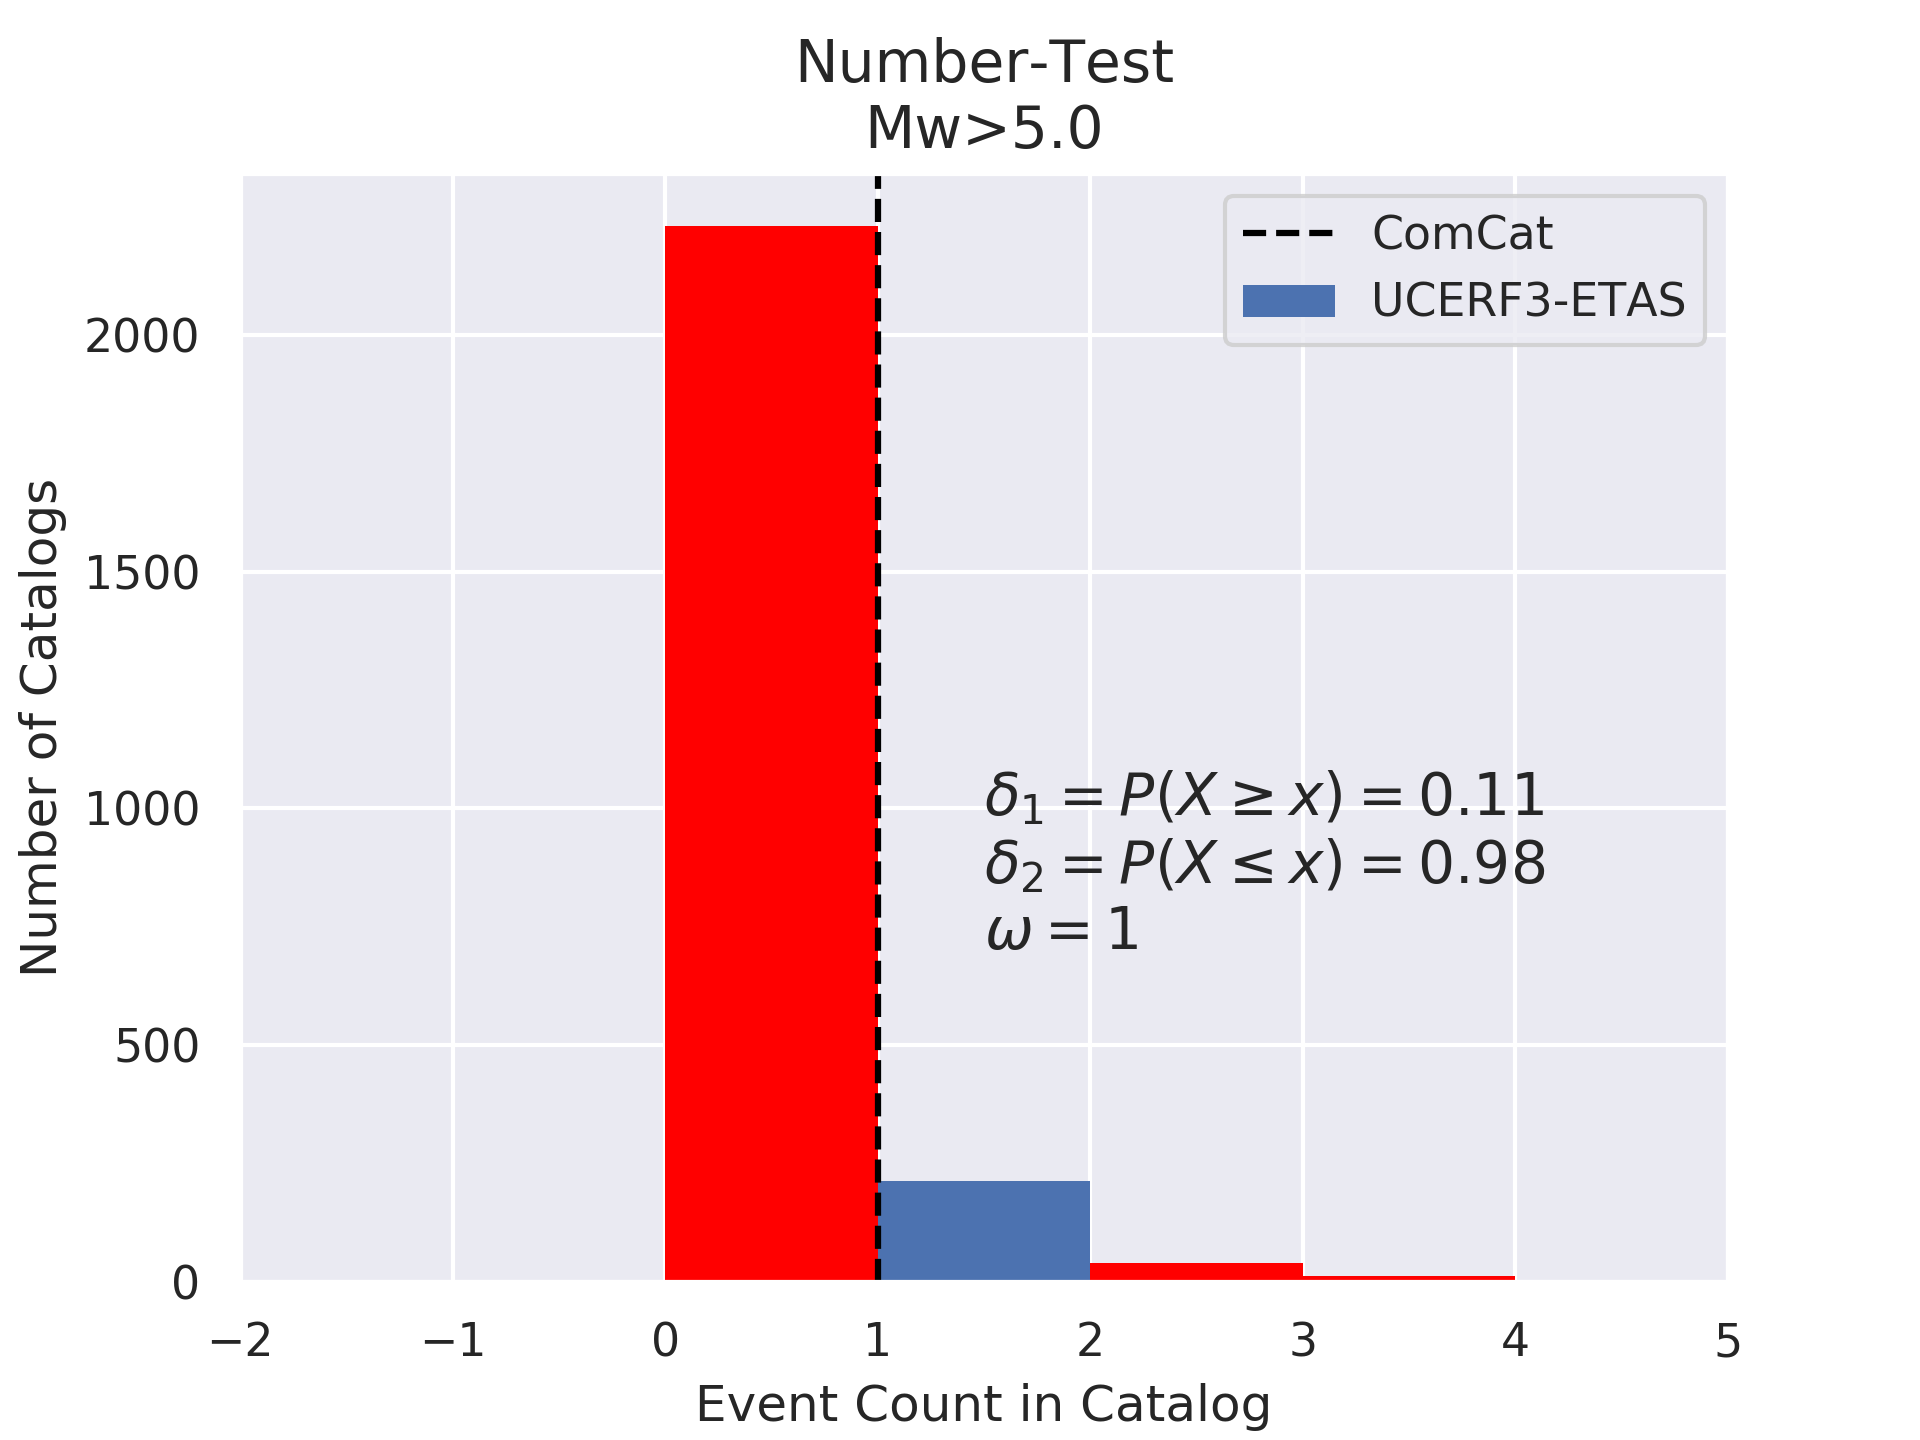 Number-Test
Mw>5.0
ComCat
UCERF3-ETAS
2000
1500
1000
500
0
Number of Catalogs
δ₁ = P(X ≥ x) = 0.11
δ₂ = P(X ≤ x) = 0.98
ω = 1
−2 −1 0 1 2 3 4 5
Event Count in Catalog